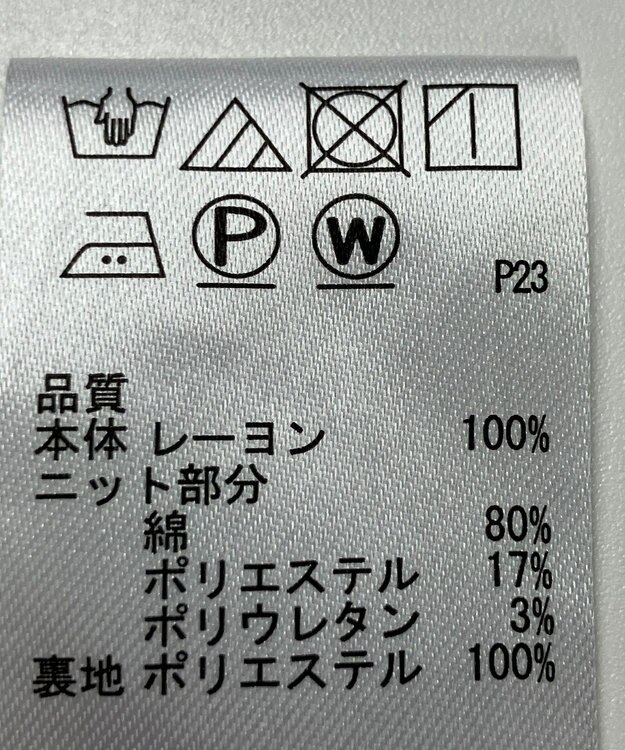 P W
P23
品質
本体 レーヨン 100%
ニット部分
綿 80%
ポリエステル 17%
ポリウレタン 3%
裏地 ポリエステル 100%